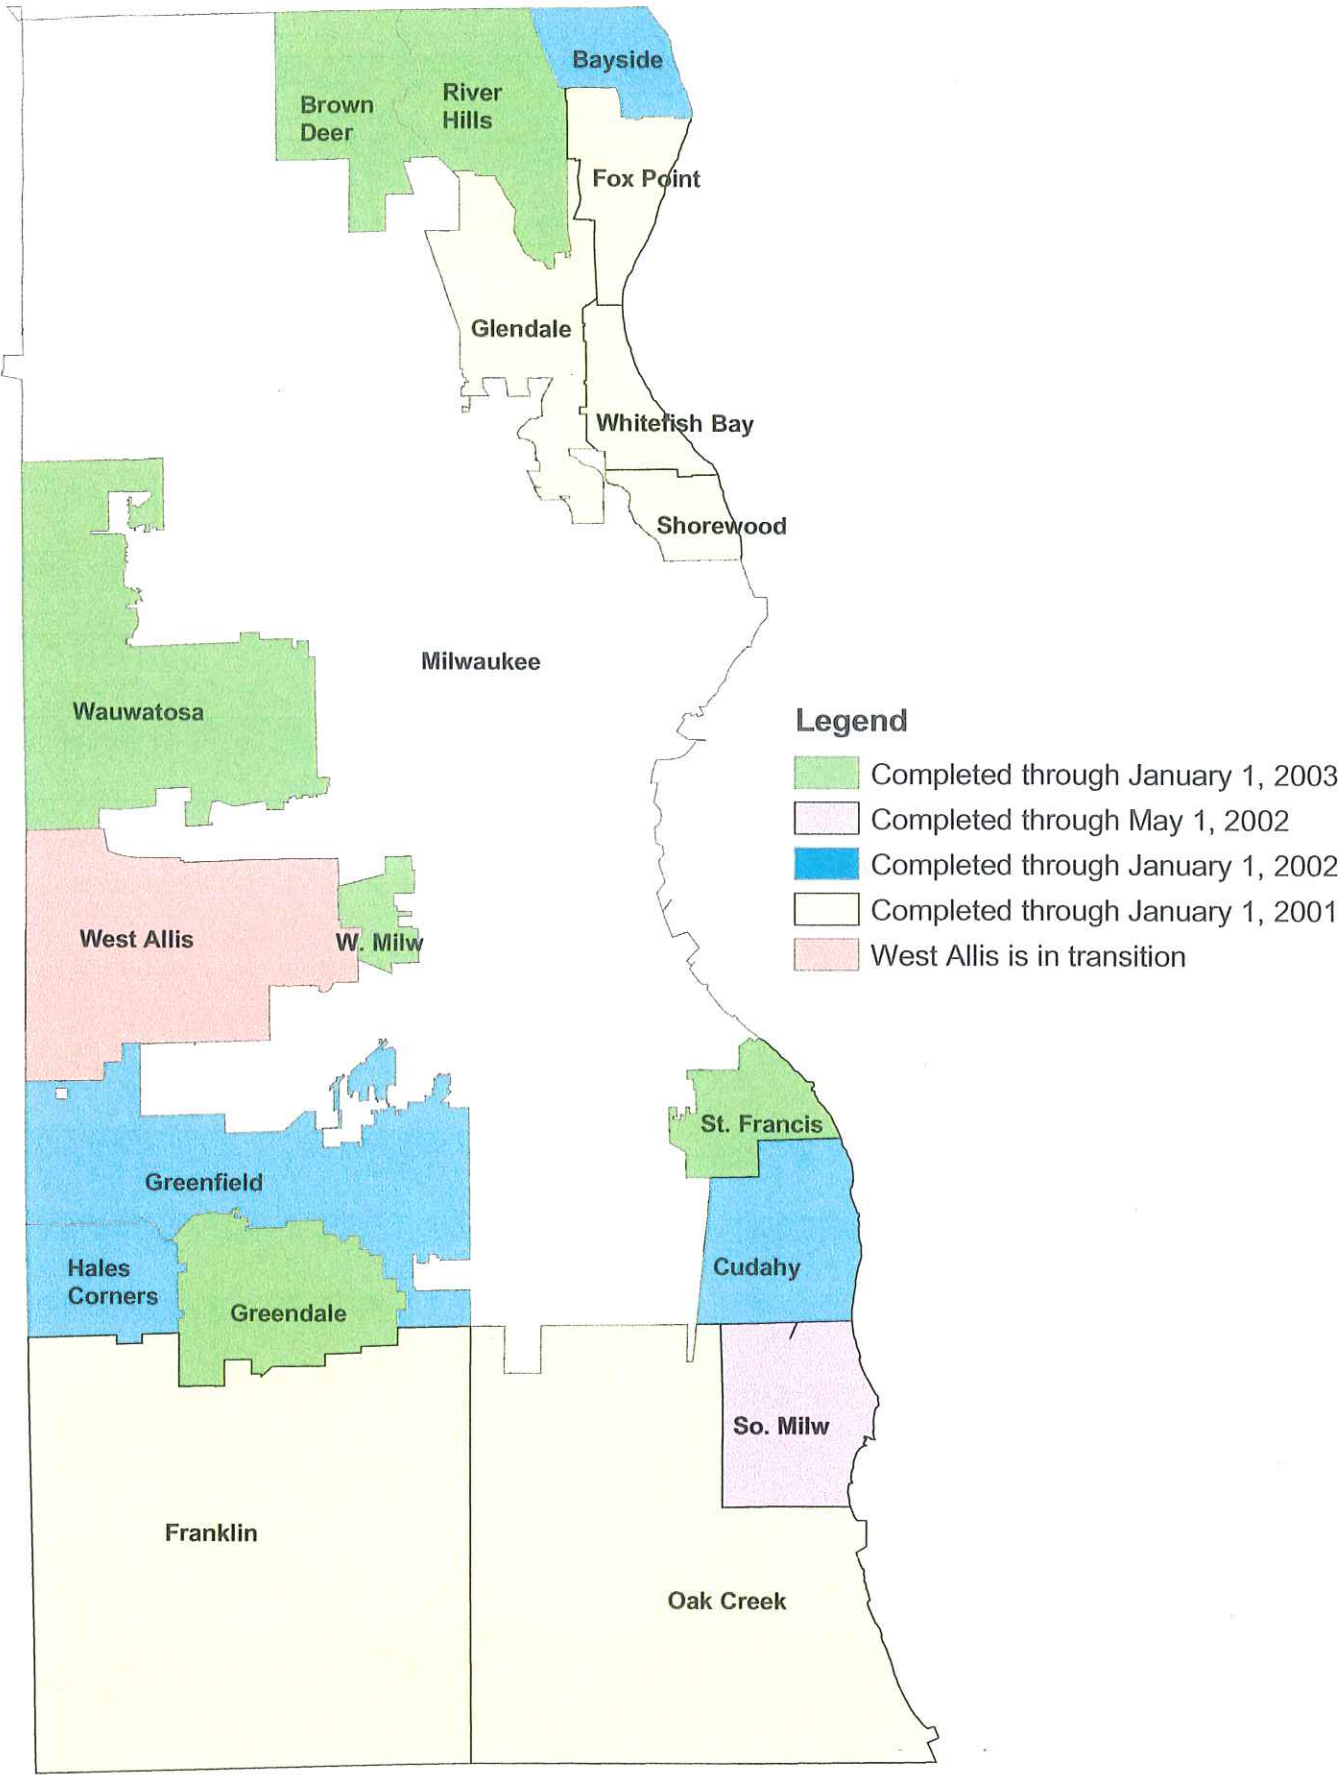 Bayside
River
Hills
Brown
Deer
Fox Point
Glendale
Whitefish Bay
Shorewood
Milwaukee
Wauwatosa
Legend
Completed through January 1, 2003
Completed through May 1, 2002
Completed through January 1, 2002
Completed through January 1, 2001
West Allis is in transition
West Allis
W. Milw
St. Francis
Greenfield
Hales
Corners
Cudahy
Greendale
So. Milw
Franklin
Oak Creek